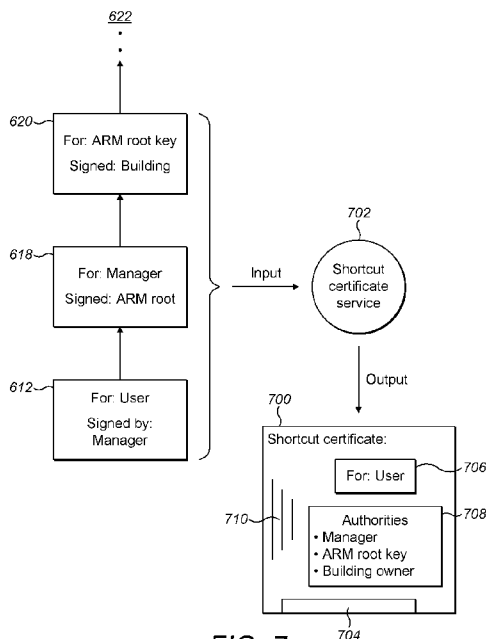 622
620
For: ARM root key
Signed: Building
618
For: Manager
Signed: ARM root
612
For: User
Signed by:
Manager
Input
702
Shortcut
certificate
service
Output
700
Shortcut certificate:
For: User
706
710
Authorities
• Manager
• ARM root key
• Building owner
708
704
FIG. 7